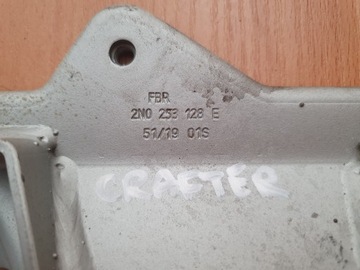 FBR
2N0 253 128 E
51/19 01S
CRAFTER